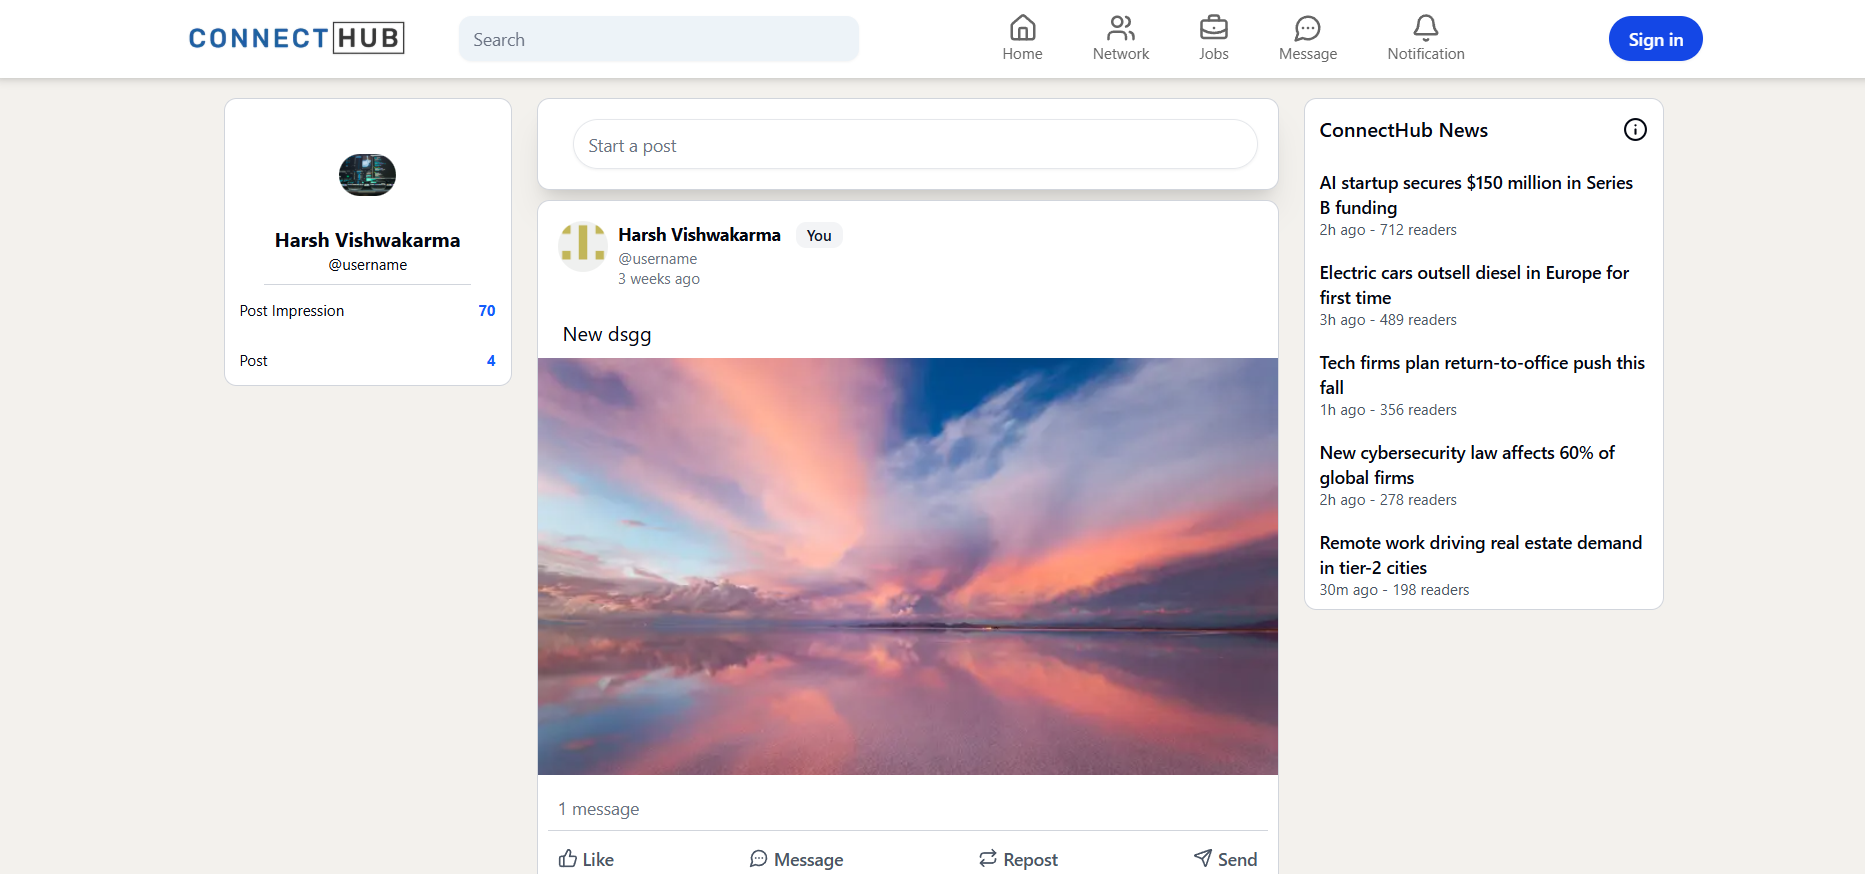 CONNECT HUB
Search
Home
Network
Jobs
Message
Notification
Sign in
Harsh Vishwakarma
@username
Post Impression 70
Post 4
Start a post
Harsh Vishwakarma You
@username
3 weeks ago
New dsgg
1 message
Like
Message
Repost
Send
ConnectHub News
AI startup secures $150 million in Series
B funding
2h ago - 712 readers
Electric cars outsell diesel in Europe for
first time
3h ago - 489 readers
Tech firms plan return-to-office push this
fall
1h ago - 356 readers
New cybersecurity law affects 60% of
global firms
2h ago - 278 readers
Remote work driving real estate demand
in tier-2 cities
30m ago - 198 readers